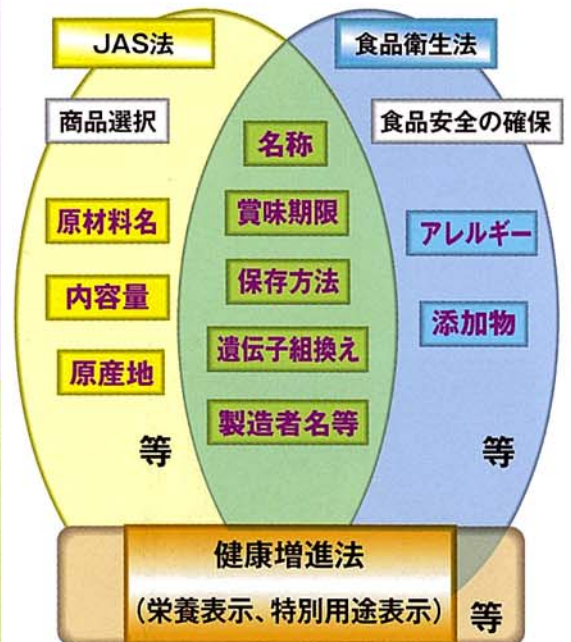 JAS法
食品衛生法
商品選択
食品安全の確保
名称
原材料名
賞味期限
アレルギー
内容量
保存方法
添加物
原産地
遺伝子組換え
製造者名等
等
等
健康増進法
(栄養表示、特別用途表示)
等